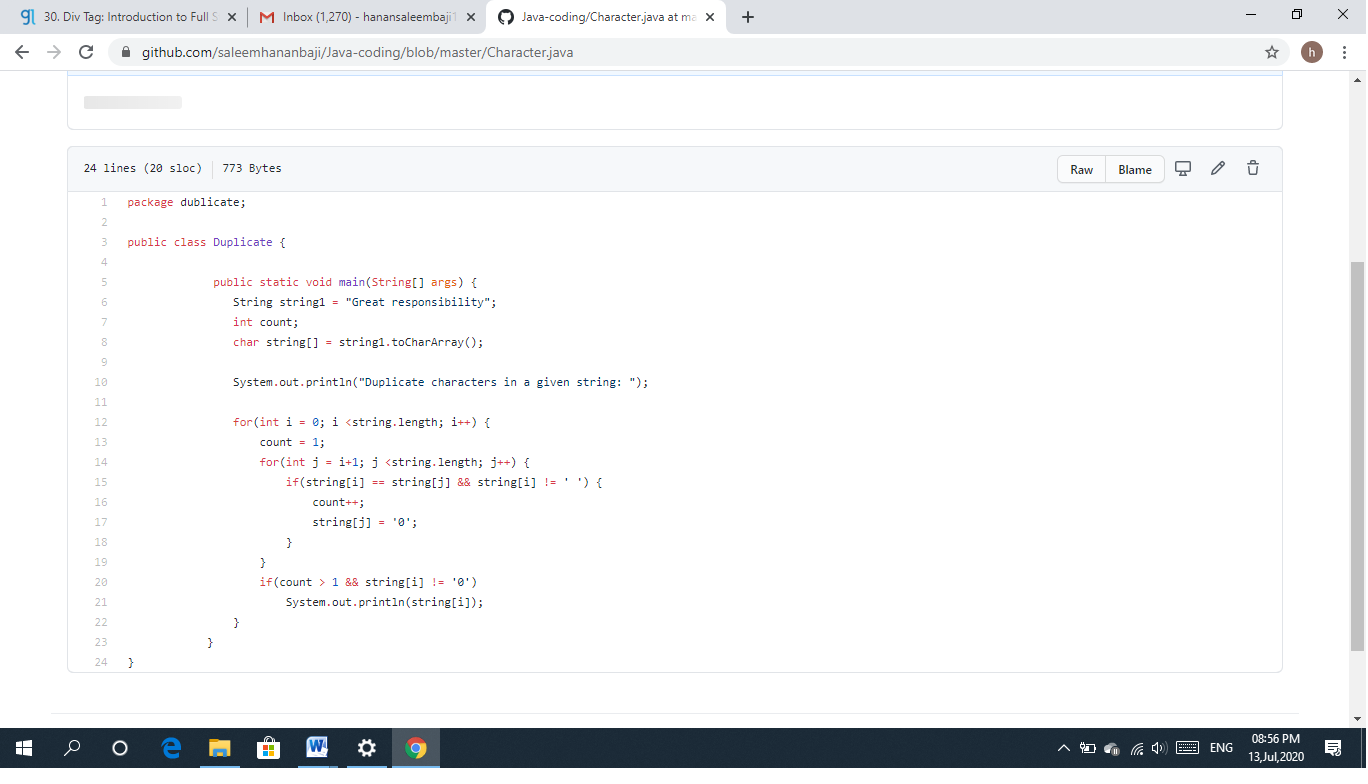 30. Div Tag: Introduction to Full S
Inbox (1,270) - hanansaleembaji1
Java-coding/Character.java at ma
github.com/saleemhananbaji/Java-coding/blob/master/Character.java
h
24 lines (20 sloc) 773 Bytes
Raw Blame
1 package dublicate;
2
3 public class Duplicate {
4
5 public static void main(String[] args) {
6 String string1 = "Great responsibility";
7 int count;
8 char string[] = string1.toCharArray();
9
10 System.out.println("Duplicate characters in a given string: ");
11
12 for(int i = 0; i <string.length; i++) {
13 count = 1;
14 for(int j = i+1; j <string.length; j++) {
15 if(string[i] == string[j] && string[i] != ' ') {
16 count++;
17 string[j] = '0';
18 }
19 }
20 if(count > 1 && string[i] != '0')
21 System.out.println(string[i]);
22 }
23 }
24 }
ENG
08:56 PM
13,Jul,2020